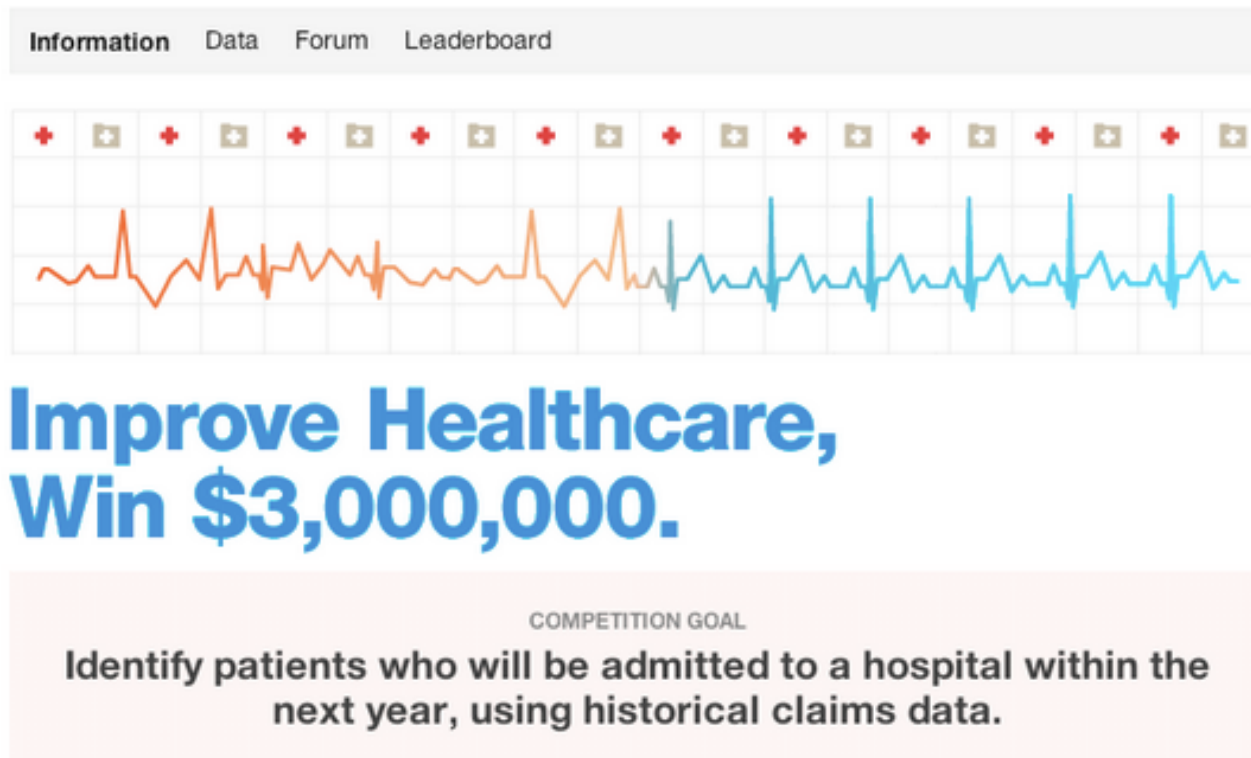 Information Data Forum Leaderboard
Improve Healthcare,
Win $3,000,000.
COMPETITION GOAL
Identify patients who will be admitted to a hospital within the
next year, using historical claims data.